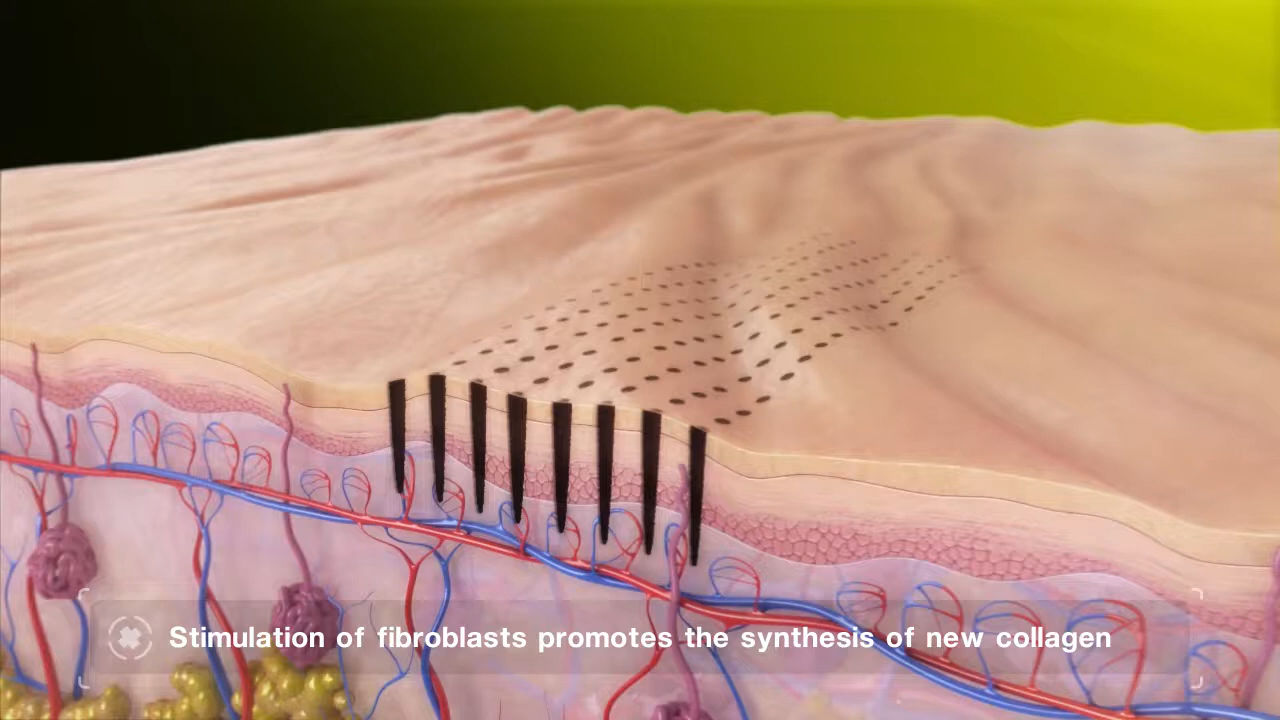 Stimulation of fibroblasts promotes the synthesis of new collagen